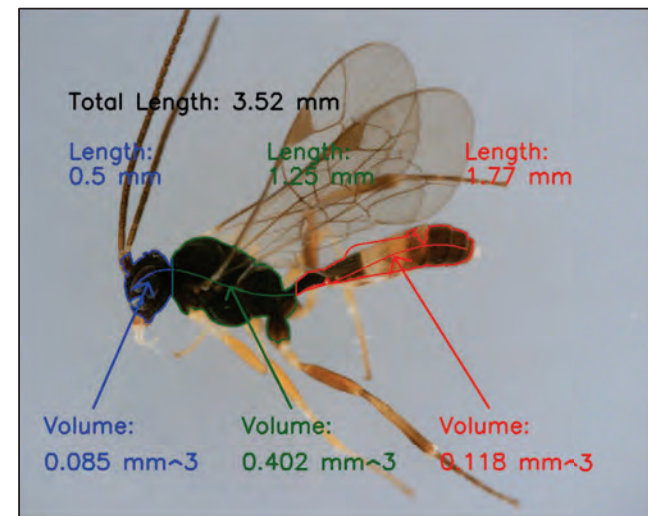 Total Length: 3.52 mm
Length: Length: Length:
0.5 mm 1.25 mm 1.77 mm
Volume: Volume: Volume:
0.085 mm~3 0.402 mm~3 0.118 mm~3